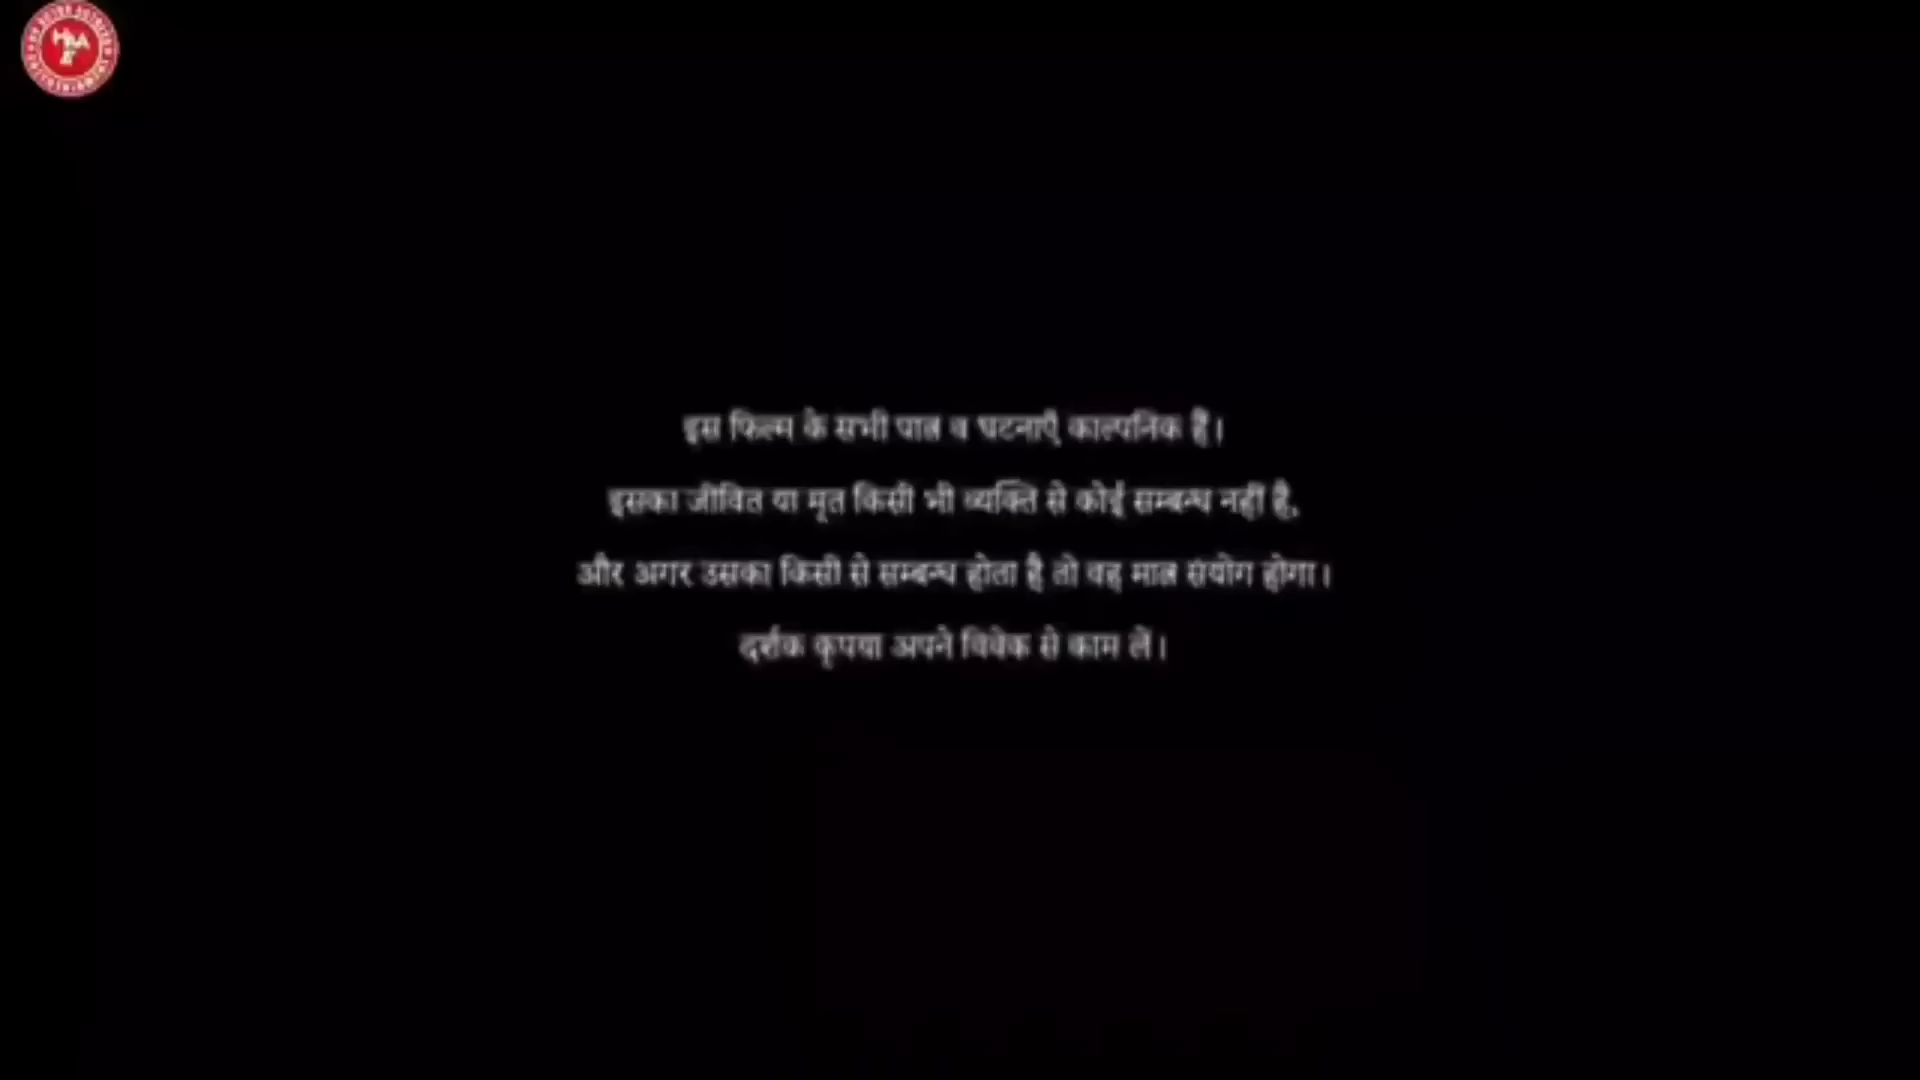 इस फिल्म के सभी पात्र व घटनाएँ काल्पनिक हैं।
इसका जीवित या मृत किसी भी व्यक्ति से कोई सम्बन्ध नहीं है,
और अगर उसका किसी से सम्बन्ध होता है तो वह मात्र संयोग होगा।
दर्शक कृपया अपने विवेक से काम लें।